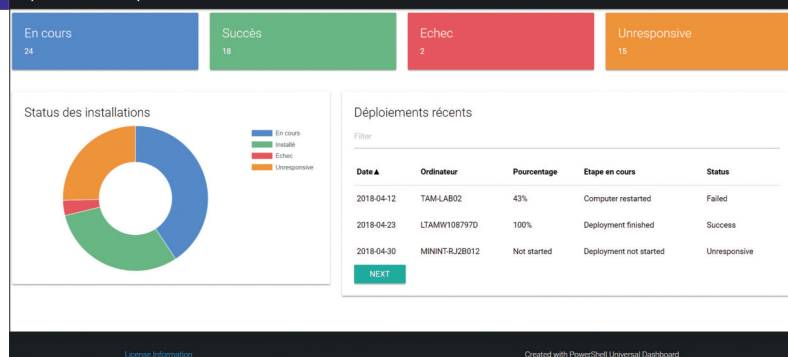 En cours
24
Succès
18
Echec
2
Unresponsive
15
Status des installations
En cours
Installé
Echec
Unresponsive
Déploiements récents
Filter
Date▲ Ordinateur Pourcentage Etape en cours Status
2018-04-12 TAM-LAB02 43% Computer restarted Failed
2018-04-23 LTAMW108797D 100% Deployment finished Success
2018-04-30 MININT-RJ2B012 Not started Deployment not started Unresponsive
NEXT
License Information Created with PowerShell Universal Dashboard